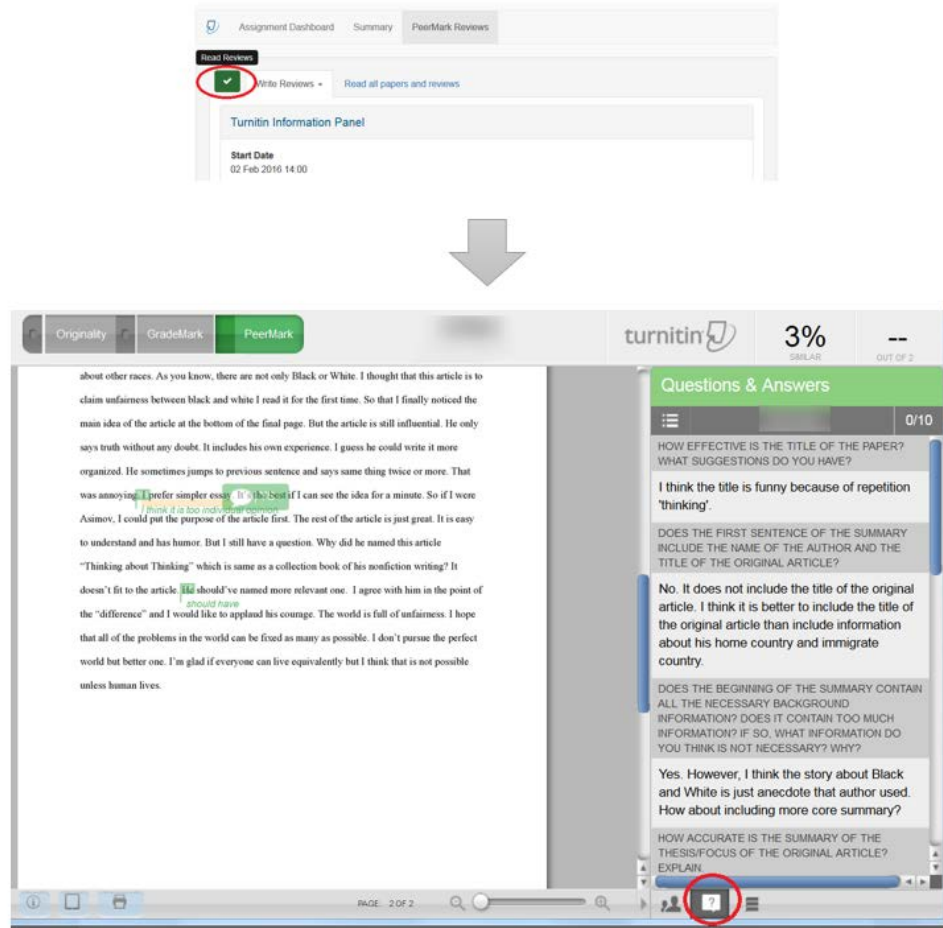 Assignment Dashboard Summary PeerMark Reviews
Read Reviews
Write Reviews Read all papers and reviews
Turnitin Information Panel
Start Date
02 Feb 2016 14:00
Originality GradeMark PeerMark
turnitin 3% --
SIMILAR OUT OF 2
about other races. As you know, there are not only Black or White. I thought that this article is to
claim unfairness between black and white I read it for the first time. So that I finally noticed the
main idea of the article at the bottom of the final page. But the article is still influential. He only
says truth without any doubt. It includes his own experience. I guess he could write it more
organized. He sometimes jumps to previous sentence and says same thing twice or more. That
was annoying. I prefer simpler essay. It's the best if I can see the idea for a minute. So if I were
I think it is too individual opinion
Asimov, I could put the purpose of the article first. The rest of the article is just great. It is easy
to understand and has humor. But I still have a question. Why did he named this article
“Thinking about Thinking” which is same as a collection book of his nonfiction writing? It
doesn't fit to the article. He should've named more relevant one. I agree with him in the point of
should have
the “difference” and I would like to applaud his courage. The world is full of unfairness. I hope
that all of the problems in the world can be fixed as many as possible. I don't pursue the perfect
world but better one. I'm glad if everyone can live equivalently but I think that is not possible
unless human lives.
Questions & Answers
0/10
HOW EFFECTIVE IS THE TITLE OF THE PAPER?
WHAT SUGGESTIONS DO YOU HAVE?
I think the title is funny because of repetition
'thinking'.
DOES THE FIRST SENTENCE OF THE SUMMARY
INCLUDE THE NAME OF THE AUTHOR AND THE
TITLE OF THE ORIGINAL ARTICLE?
No. It does not include the title of the original
article. I think it is better to include the title of
the original article than include information
about his home country and immigrate
country.
DOES THE BEGINNING OF THE SUMMARY CONTAIN
ALL THE NECESSARY BACKGROUND
INFORMATION? DOES IT CONTAIN TOO MUCH
INFORMATION? IF SO, WHAT INFORMATION DO
YOU THINK IS NOT NECESSARY? WHY?
Yes. However, I think the story about Black
and White is just anecdote that author used.
How about including more core summary?
HOW ACCURATE IS THE SUMMARY OF THE
THESIS/FOCUS OF THE ORIGINAL ARTICLE?
EXPLAIN.
PAGE: 2 OF 2